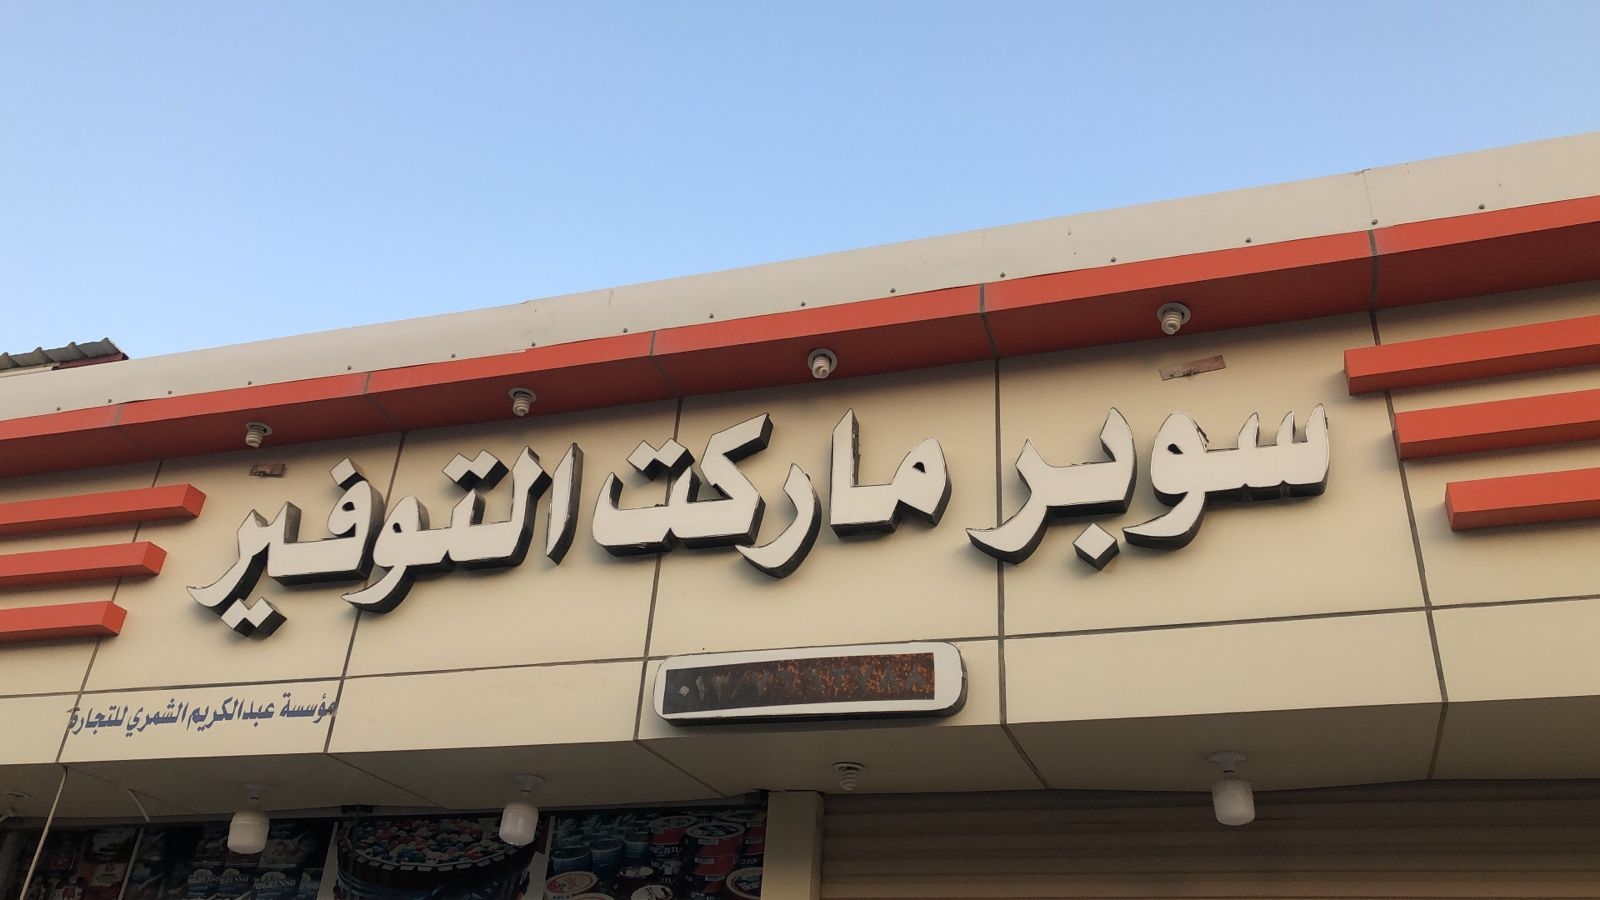 سوبر ماركت التوفير
مؤسسة عبدالكريم الشمري للتجارة